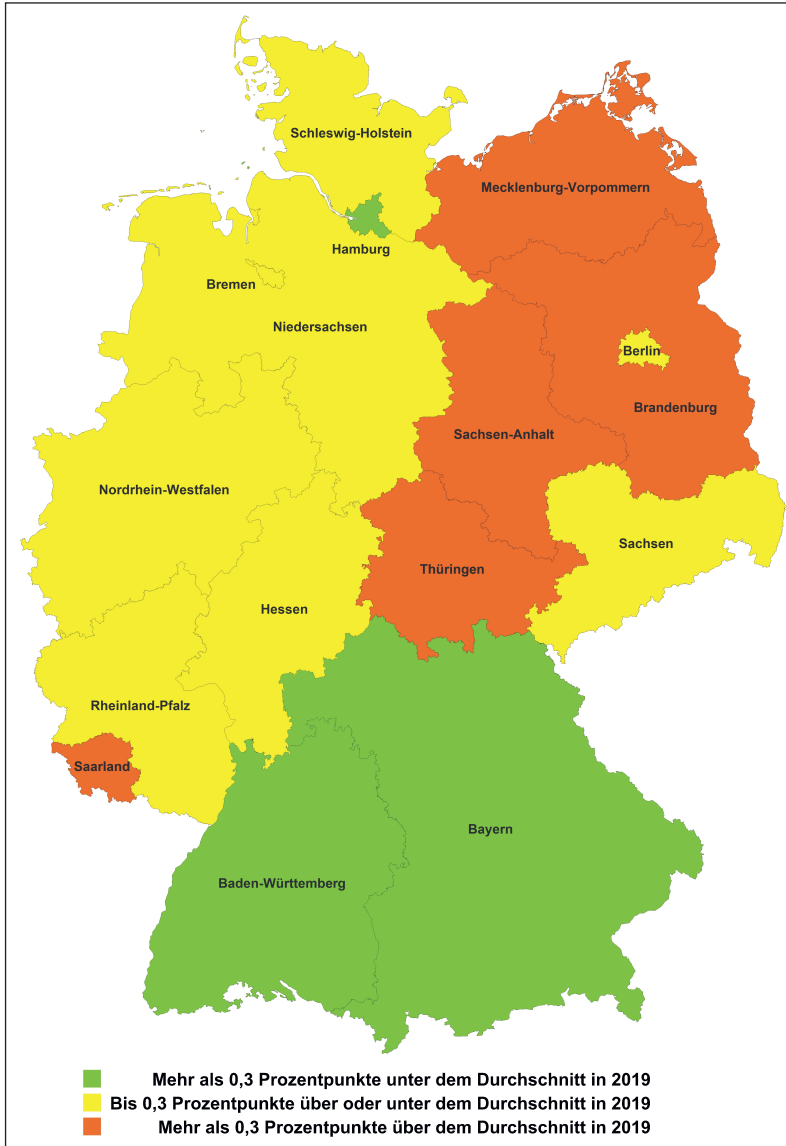 Schleswig-Holstein
Mecklenburg-Vorpommern
Hamburg
Bremen
Niedersachsen
Berlin
Brandenburg
Sachsen-Anhalt
Nordrhein-Westfalen
Sachsen
Thüringen
Hessen
Rheinland-Pfalz
Saarland
Bayern
Baden-Württemberg
Mehr als 0,3 Prozentpunkte unter dem Durchschnitt in 2019
Bis 0,3 Prozentpunkte über oder unter dem Durchschnitt in 2019
Mehr als 0,3 Prozentpunkte über dem Durchschnitt in 2019